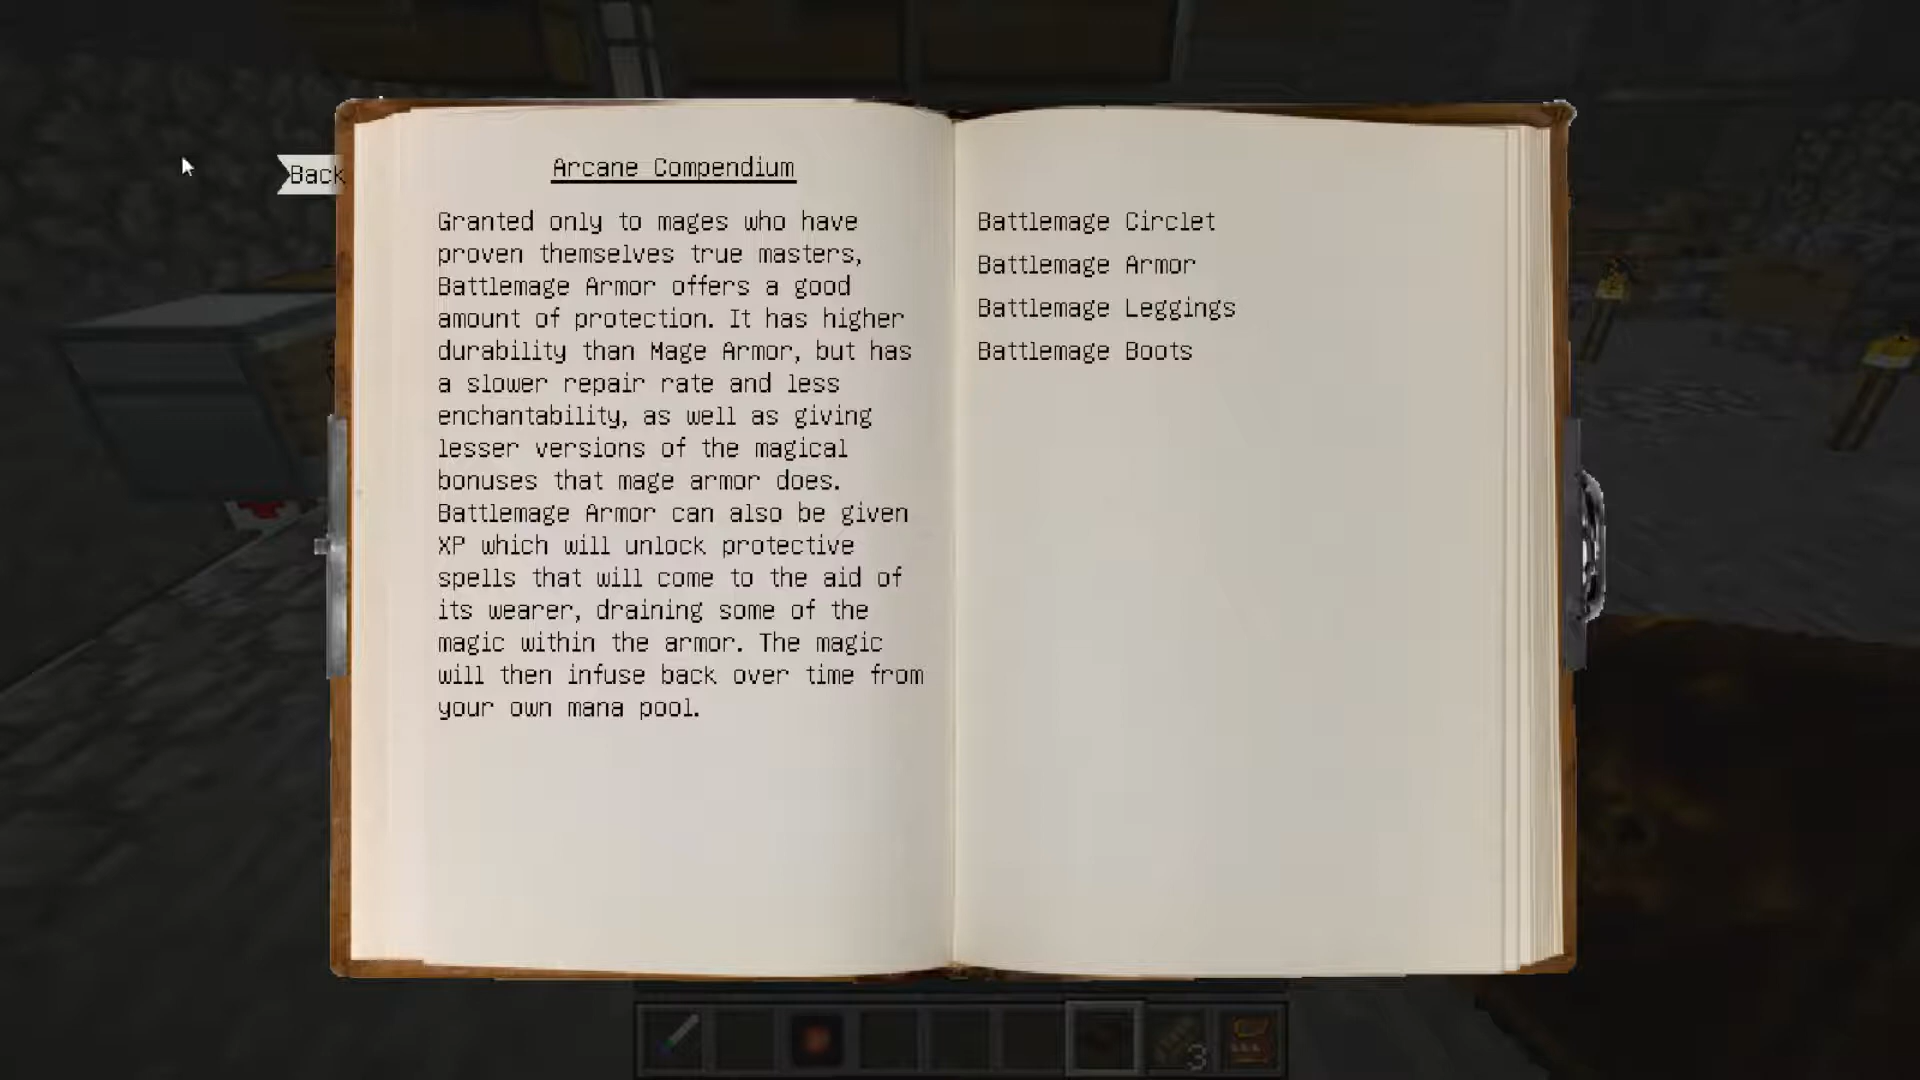 Back
Arcane Compendium
Granted only to mages who have
proven themselves true masters,
Battlemage Armor offers a good
amount of protection. It has higher
durability than Mage Armor, but has
a slower repair rate and less
enchantability, as well as giving
lesser versions of the magical
bonuses that mage armor does.
Battlemage Armor can also be given
XP which will unlock protective
spells that will come to the aid of
its wearer, draining some of the
magic within the armor. The magic
will then infuse back over time from
your own mana pool.
Battlemage Circlet
Battlemage Armor
Battlemage Leggings
Battlemage Boots
3